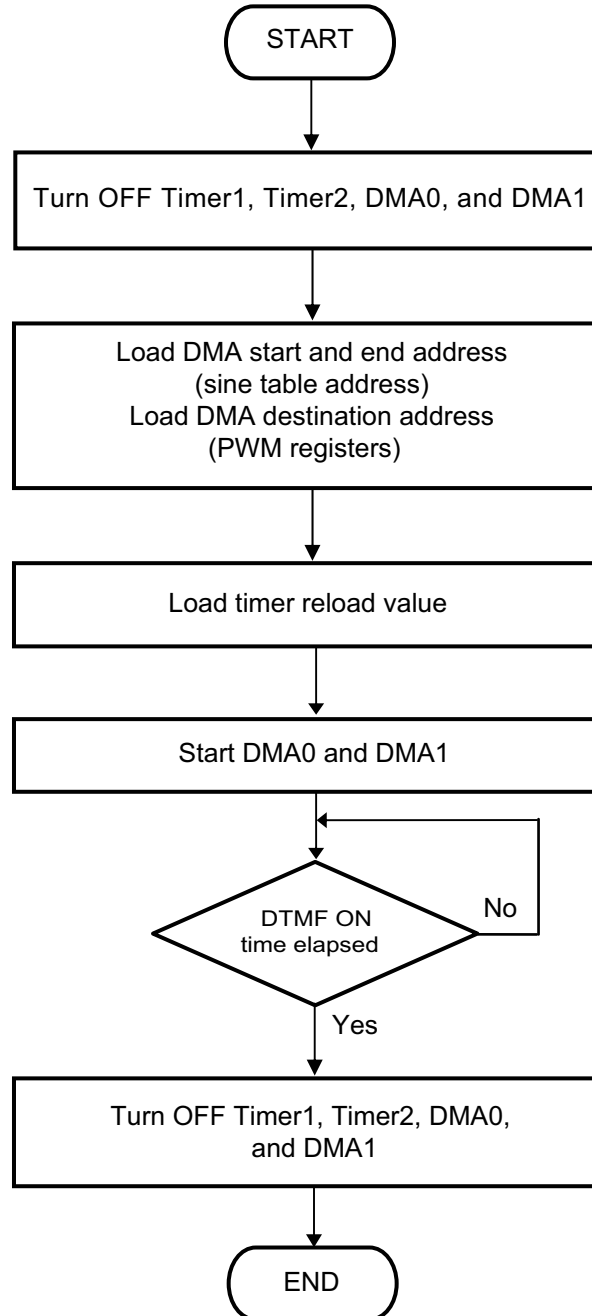 START
Turn OFF Timer1, Timer2, DMA0, and DMA1
Load DMA start and end address
(sine table address)
Load DMA destination address
(PWM registers)
Load timer reload value
Start DMA0 and DMA1
DTMF ON
time elapsed
No
Yes
Turn OFF Timer1, Timer2, DMA0,
and DMA1
END